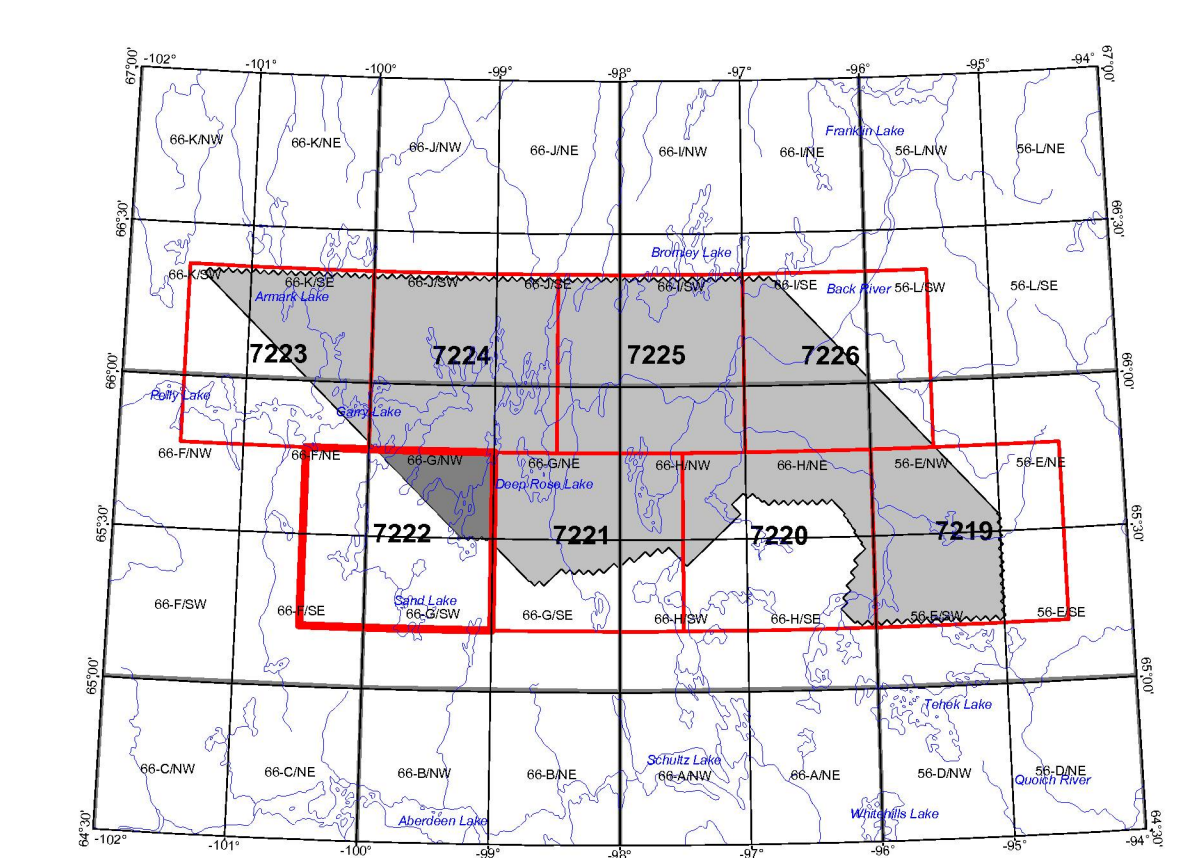 -102° -101° -100° -99° -98° -97° -96° -95° -94°
67°00' 67°00'
Franklin Lake
66-K/NW 66-K/NE 66-J/NW 66-J/NE 66-I/NW 66-I/NE 56-L/NW 56-L/NE
66°30' 66°30'
Bromley Lake
66-K/SW 66-K/SE 66-J/SW 66-J/SE 66-I/SW 66-I/SE 56-L/SW 56-L/SE
Armark Lake Back River
7223 7224 7225 7226
66°00' 66°00'
Pelly Lake Garry Lake
66-F/NW 66-F/NE 66-G/NW 66-G/NE 66-H/NW 66-H/NE 56-E/NW 56-E/NE
Deep Rose Lake
7222 7221 7220 7219
65°30' 65°30'
Sand Lake
66-F/SW 66-F/SE 66-G/SW 66-G/SE 66-H/SW 66-H/SE 56-E/SW 56-E/SE
65°00' 65°00'
Tehek Lake
Schultz Lake
66-C/NW 66-C/NE 66-B/NW 66-B/NE 66-A/NW 66-A/NE 56-D/NW 56-D/NE
Quoich River
Aberdeen Lake Whitehills Lake
64°30' 64°30'
-102° -101° -100° -99° -98° -97° -96° -95° -94°